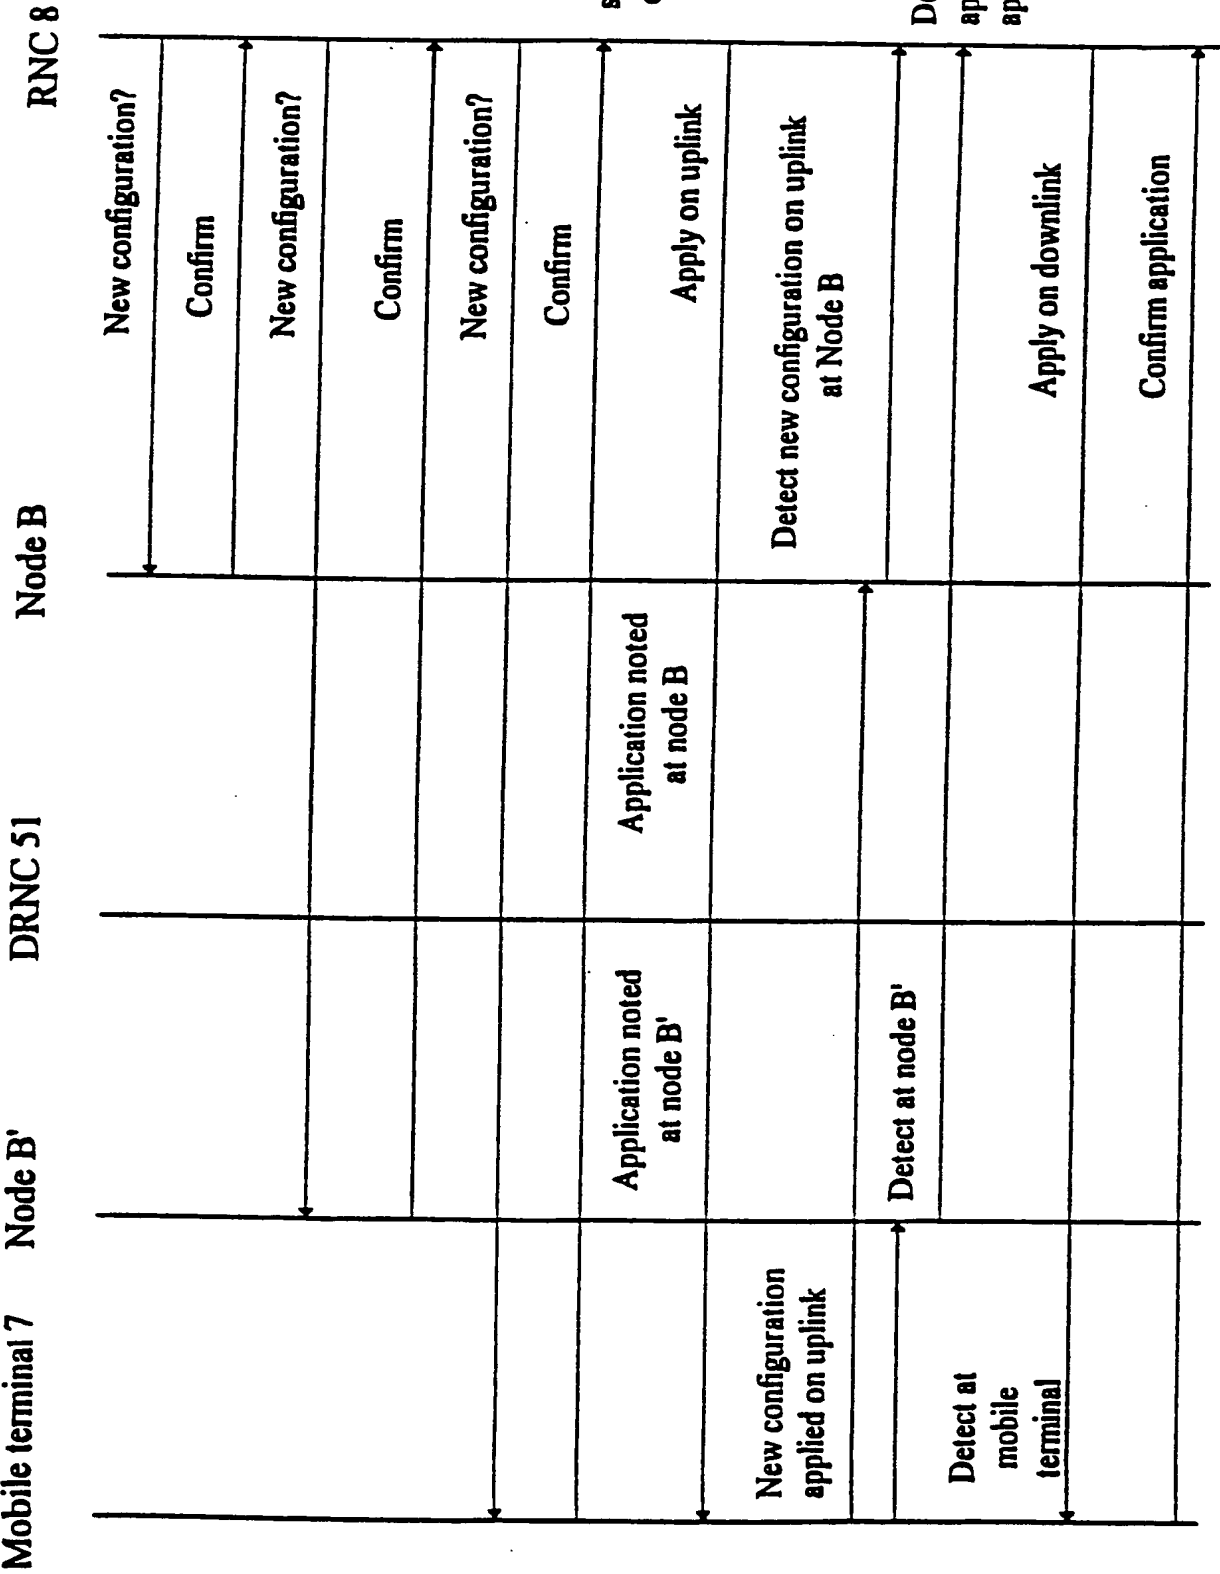 Mobile terminal 7
Node B'
DRNC 51
Node B
RNC 8
New configuration?
Confirm
New configuration?
Confirm
New configuration?
Confirm
Application noted
at node B'
Application noted
at node B
Apply on uplink
New configuration
applied on uplink
Detect new configuration on uplink
at Node B
Detect at node B'
Detect at
mobile
terminal
Apply on downlink
Confirm application